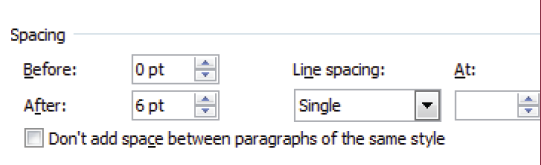 Spacing
Before: 0 pt Line spacing: At:
After: 6 pt Single
Don't add space between paragraphs of the same style